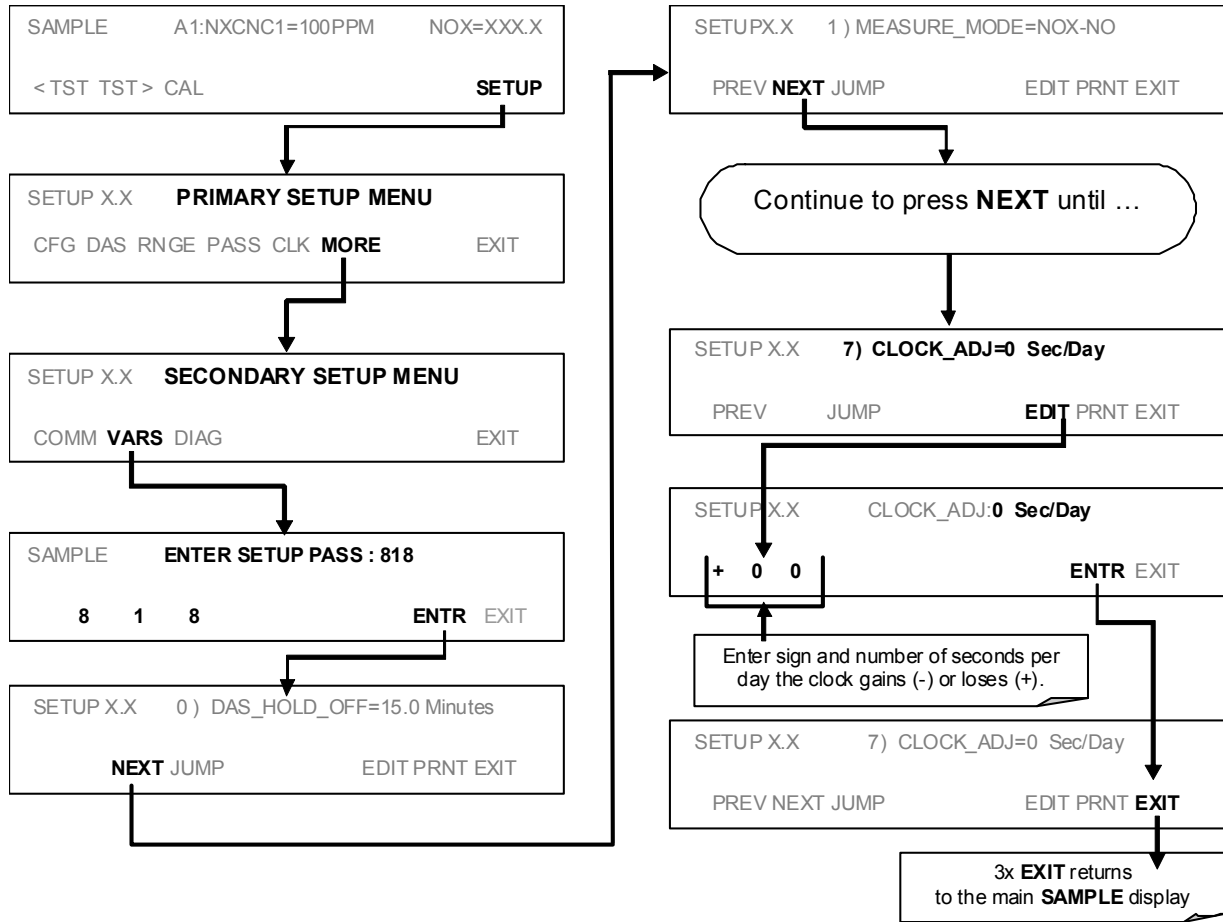 SAMPLE A1:NXCNC1=100PPM NOX=XXX.X
< TST TST > CAL SETUP
SETUP X.X PRIMARY SETUP MENU
CFG DAS RNGE PASS CLK MORE EXIT
SETUP X.X SECONDARY SETUP MENU
COMM VARS DIAG EXIT
SAMPLE ENTER SETUP PASS : 818
8 1 8 ENTR EXIT
SETUP X.X 0 ) DAS_HOLD_OFF=15.0 Minutes
NEXT JUMP EDIT PRNT EXIT
SETUPX.X 1 ) MEASURE_MODE=NOX-NO
PREV NEXT JUMP EDIT PRNT EXIT
Continue to press NEXT until …
SETUP X.X 7) CLOCK_ADJ=0 Sec/Day
PREV JUMP EDIT PRNT EXIT
SETUP X.X CLOCK_ADJ:0 Sec/Day
+ 0 0 ENTR EXIT
Enter sign and number of seconds per
day the clock gains (-) or loses (+).
SETUP X.X 7) CLOCK_ADJ=0 Sec/Day
PREV NEXT JUMP EDIT PRNT EXIT
3x EXIT returns
to the main SAMPLE display